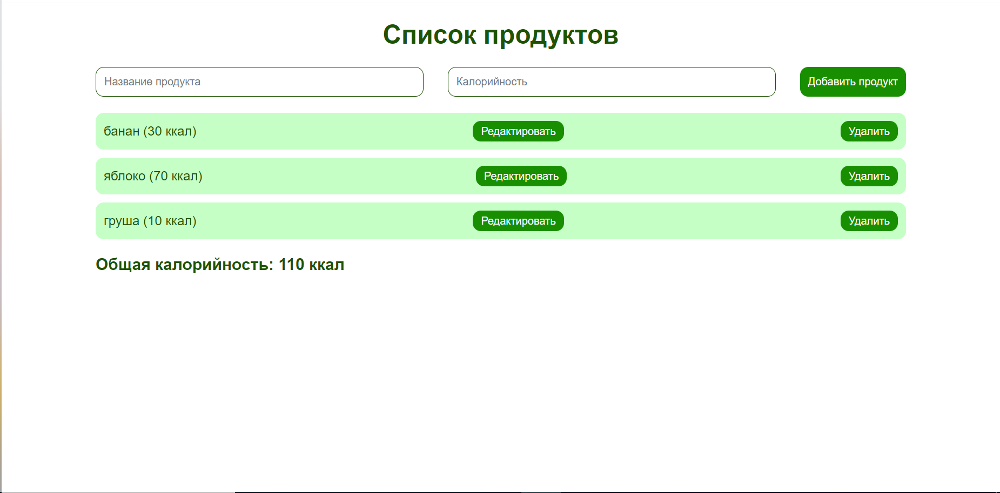 Список продуктов
Название продукта Калорийность Добавить продукт
банан (30 ккал) Редактировать Удалить
яблоко (70 ккал) Редактировать Удалить
груша (10 ккал) Редактировать Удалить
Общая калорийность: 110 ккал